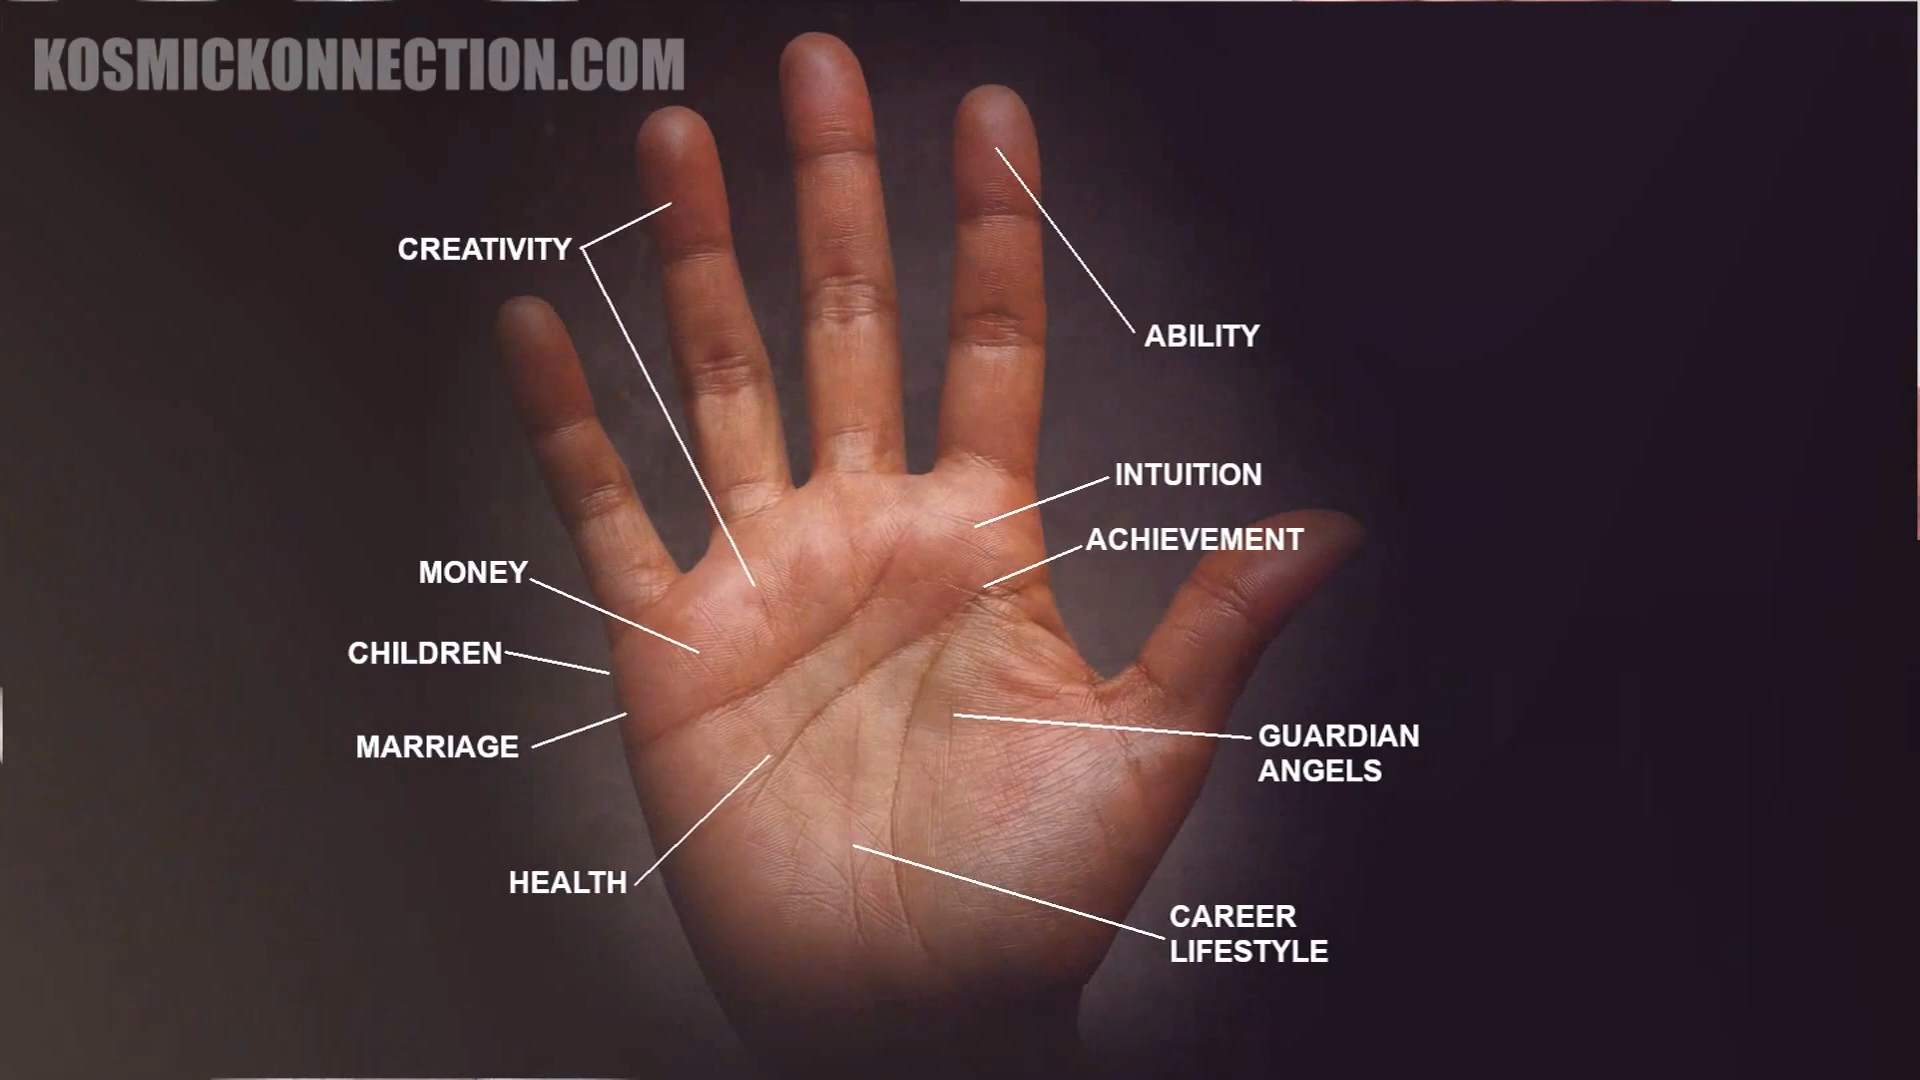 KOSMICKONNECTION.COM
CREATIVITY
ABILITY
INTUITION
ACHIEVEMENT
MONEY
CHILDREN
MARRIAGE
GUARDIAN
ANGELS
HEALTH
CAREER
LIFESTYLE